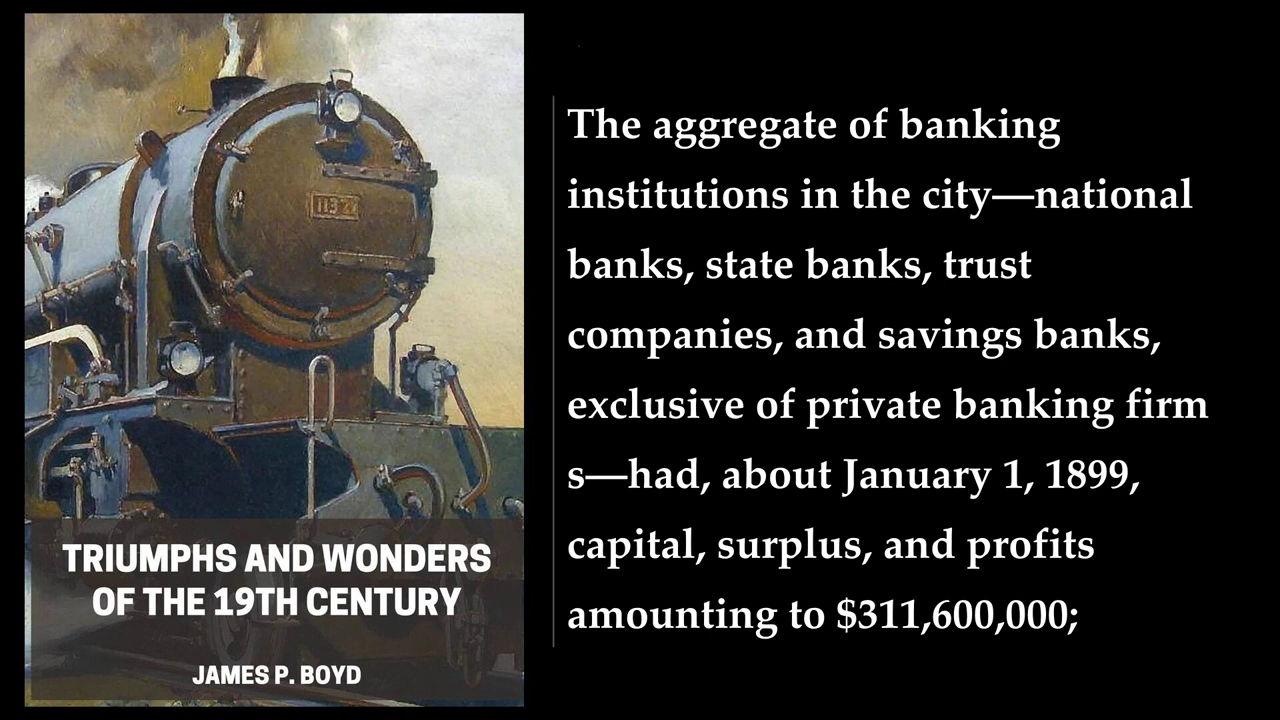 TRIUMPHS AND WONDERS
OF THE 19TH CENTURY
JAMES P. BOYD
The aggregate of banking
institutions in the city—national
banks, state banks, trust
companies, and savings banks,
exclusive of private banking firm
s—had, about January 1, 1899,
capital, surplus, and profits
amounting to $311,600,000;